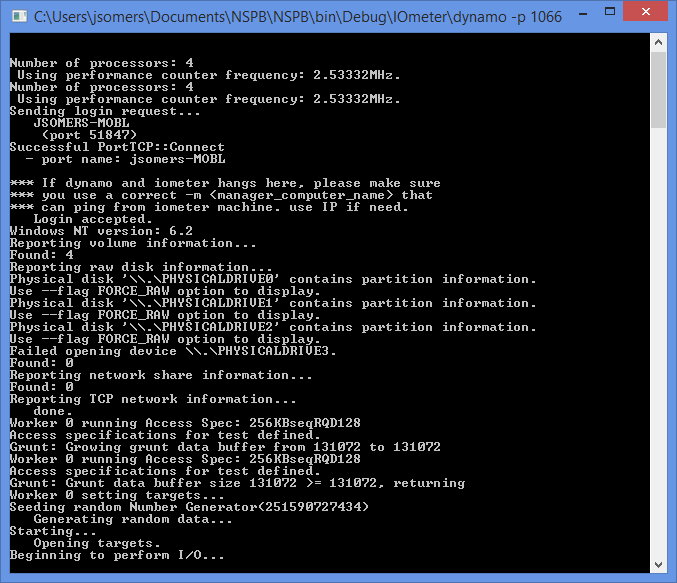 C:\Users\jsomers\Documents\NSPB\NSPB\bin\Debug\IOmeter\dynamo -p 1066
Number of processors: 4
 Using performance counter frequency: 2.53332MHz.
Number of processors: 4
 Using performance counter frequency: 2.53332MHz.
Sending login request...
   JSOMERS-MOBL
    (port 51847)
Successful PortTCP::Connect
  - port name: jsomers-MOBL
*** If dynamo and iometer hangs here, please make sure
*** you use a correct -m <manager_computer_name> that
*** can ping from iometer machine. use IP if need.
   Login accepted.
Windows NT version: 6.2
Reporting volume information...
Found: 4
Reporting raw disk information...
Physical disk '\\.\PHYSICALDRIVE0' contains partition information.
Use --flag FORCE_RAW option to display.
Physical disk '\\.\PHYSICALDRIVE1' contains partition information.
Use --flag FORCE_RAW option to display.
Physical disk '\\.\PHYSICALDRIVE2' contains partition information.
Use --flag FORCE_RAW option to display.
Failed opening device \\.\PHYSICALDRIVE3.
Found: 0
Reporting network share information...
Found: 0
Reporting TCP network information...
   done.
Worker 0 running Access Spec: 256KBseqRQD128
Access specifications for test defined.
Grunt: Growing grunt data buffer from 131072 to 131072
Worker 0 running Access Spec: 256KBseqRQD128
Access specifications for test defined.
Grunt: Grunt data buffer size 131072 >= 131072, returning
Worker 0 setting targets...
Seeding random Number Generator(251590727434)
   Generating random data...
Starting...
   Opening targets.
Beginning to perform I/O...